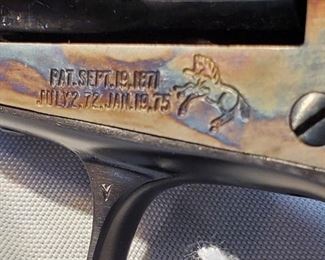 PAT. SEPT. 19. 1871
JULY 2. 72. JAN. 19. 75
Y